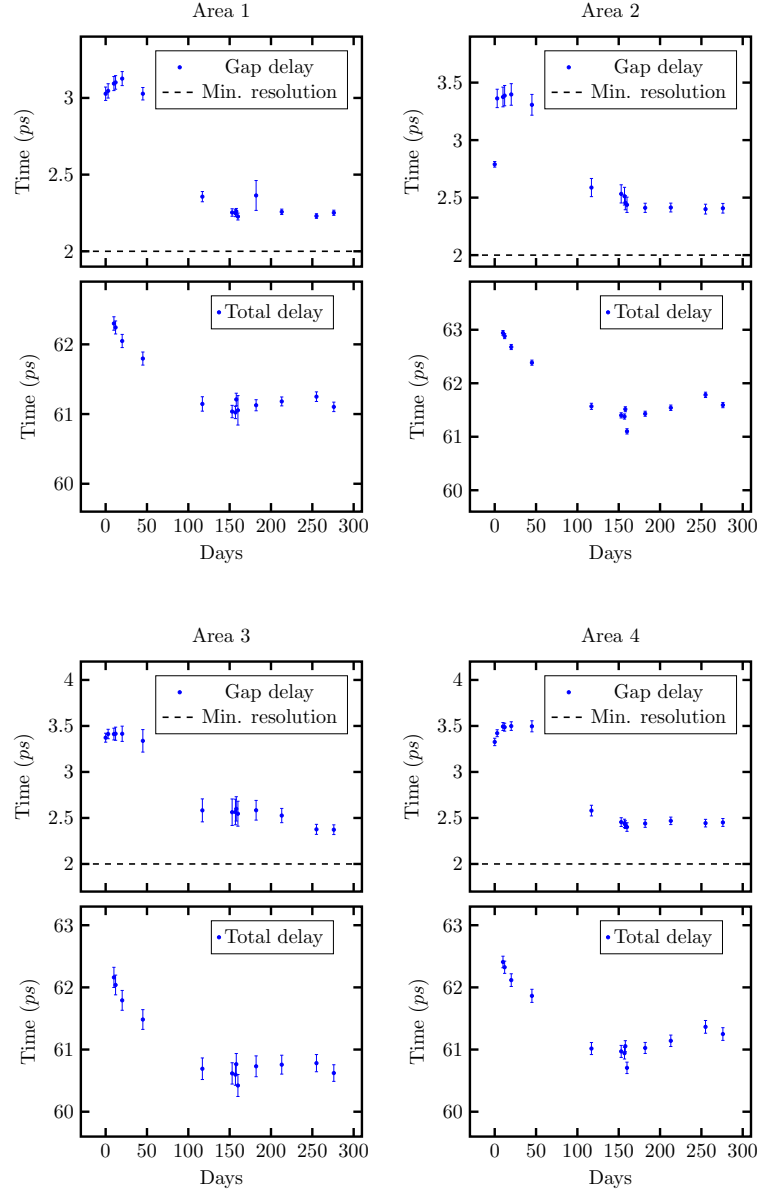 Area 1
Area 2
Time (ps)
3
2.5
2
Gap delay
Min. resolution
Time (ps)
3.5
3
2.5
2
Gap delay
Min. resolution
Time (ps)
62
61
60
Total delay
0 50 100 150 200 250 300
Days
Time (ps)
63
62
61
60
Total delay
0 50 100 150 200 250 300
Days
Area 3
Area 4
Time (ps)
4
3.5
3
2.5
2
Gap delay
Min. resolution
Time (ps)
4
3.5
3
2.5
2
Gap delay
Min. resolution
Time (ps)
63
62
61
60
Total delay
0 50 100 150 200 250 300
Days
Time (ps)
63
62
61
60
Total delay
0 50 100 150 200 250 300
Days